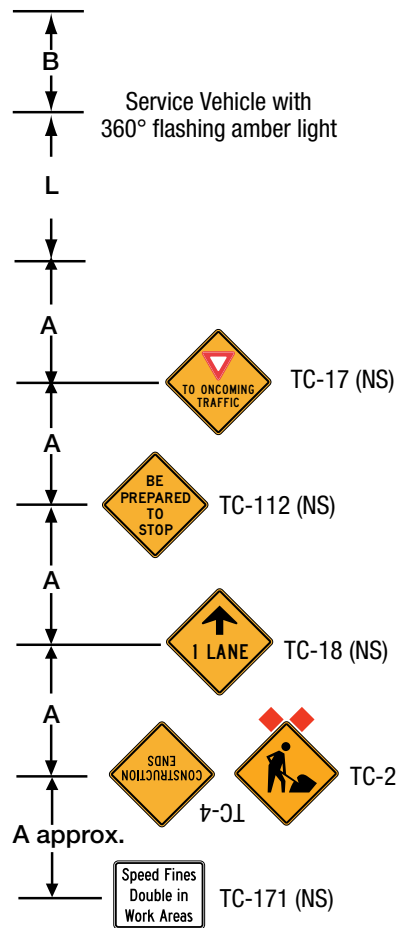 B
Service Vehicle with
360° flashing amber light
L
A
TO ONCOMING
TRAFFIC
TC-17 (NS)
A
BE
PREPARED
TO
STOP
TC-112 (NS)
A
1 LANE
TC-18 (NS)
A
CONSTRUCTION
ENDS
TC-4
TC-2
A approx.
Speed Fines
Double in
Work Areas
TC-171 (NS)